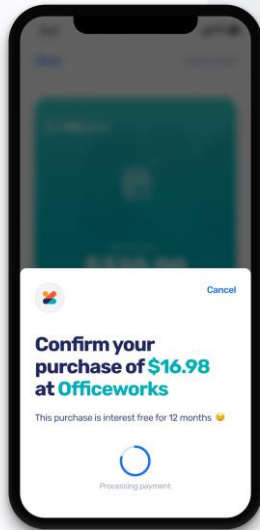 Cancel
Confirm your
purchase of $16.98
at Officeworks
This purchase is interest free for 12 months 😉
Processing payment